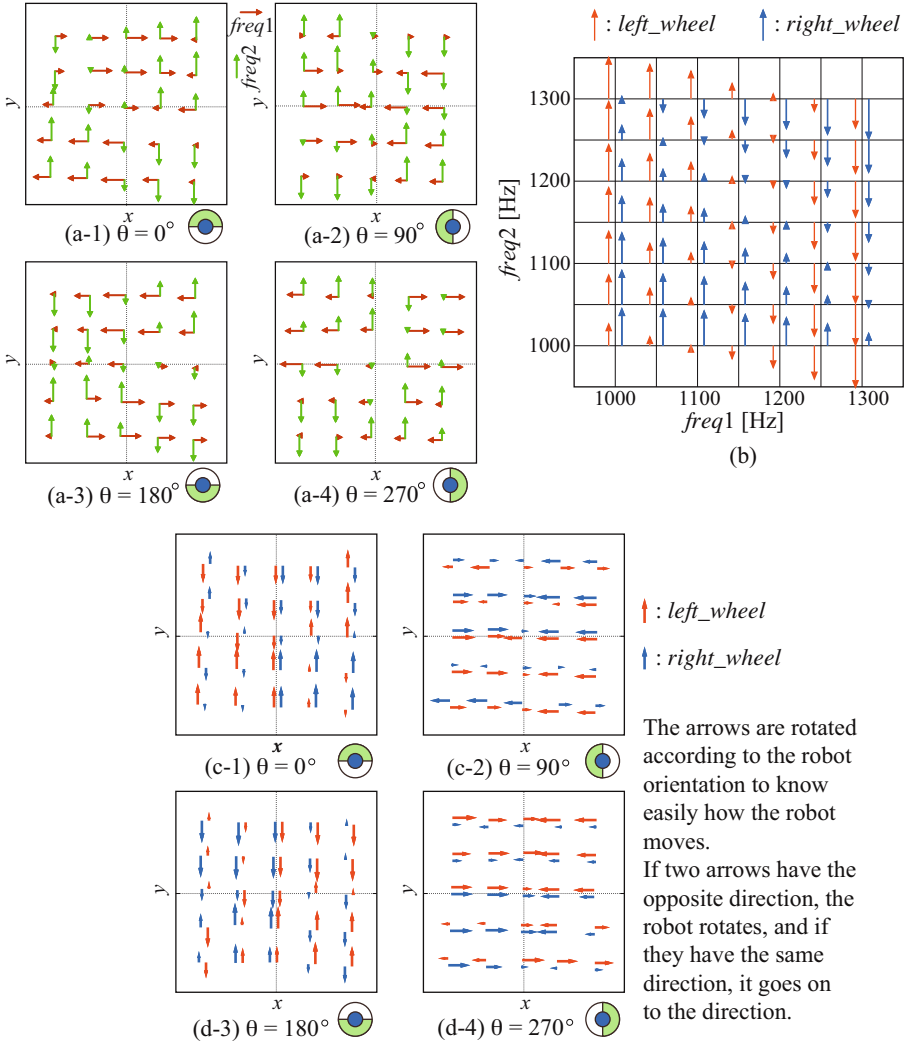 freq1
freq2
y
x
(a-1) θ = 0°
y
x
(a-2) θ = 90°
y
x
(a-3) θ = 180°
y
x
(a-4) θ = 270°
: left_wheel : right_wheel
1300
1200
1100
1000
freq2 [Hz]
1000 1100 1200 1300
freq1 [Hz]
(b)
y
x
(c-1) θ = 0°
y
x
(c-2) θ = 90°
y
x
(d-3) θ = 180°
y
x
(d-4) θ = 270°
: left_wheel
: right_wheel
The arrows are rotated
according to the robot
orientation to know
easily how the robot
moves.
If two arrows have the
opposite direction, the
robot rotates, and if
they have the same
direction, it goes on
to the direction.